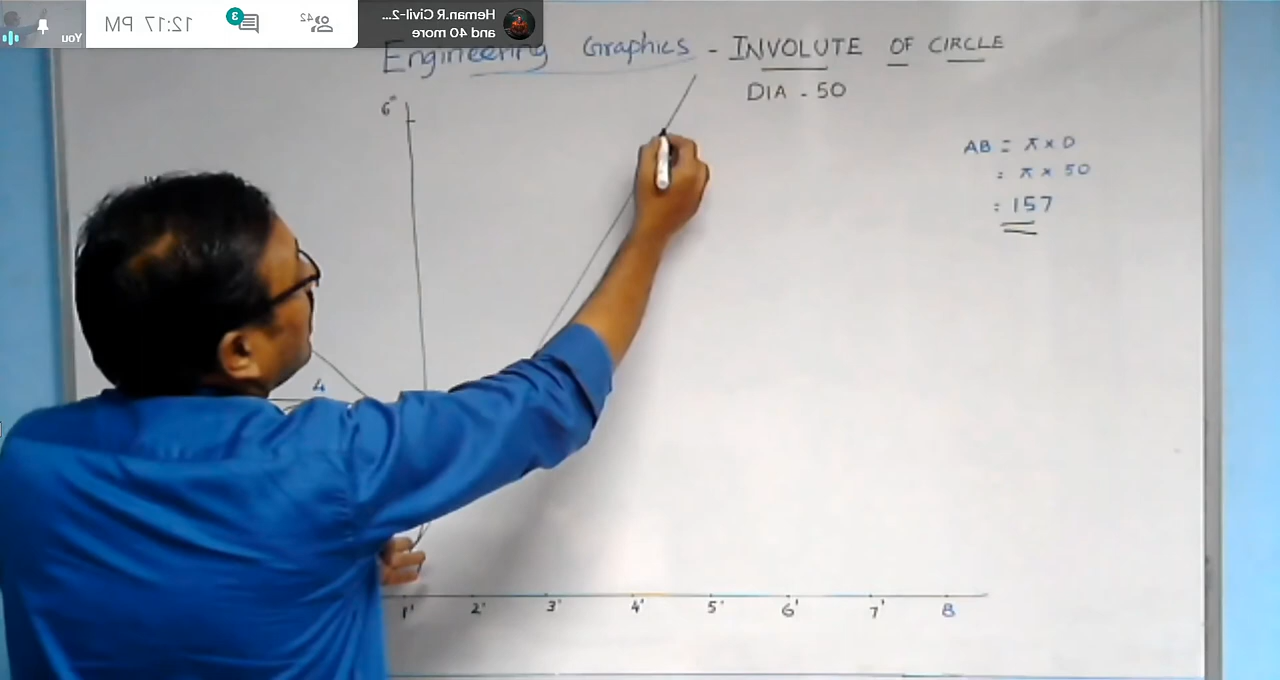 You
12:17 PM
3
42
Heman.R Civil-2...
and 40 more
Engineering Graphics - INVOLUTE OF CIRCLE
DIA - 50
6"
AB = π × D
= π × 50
= 157
4
1' 2' 3' 4' 5' 6' 7' 8